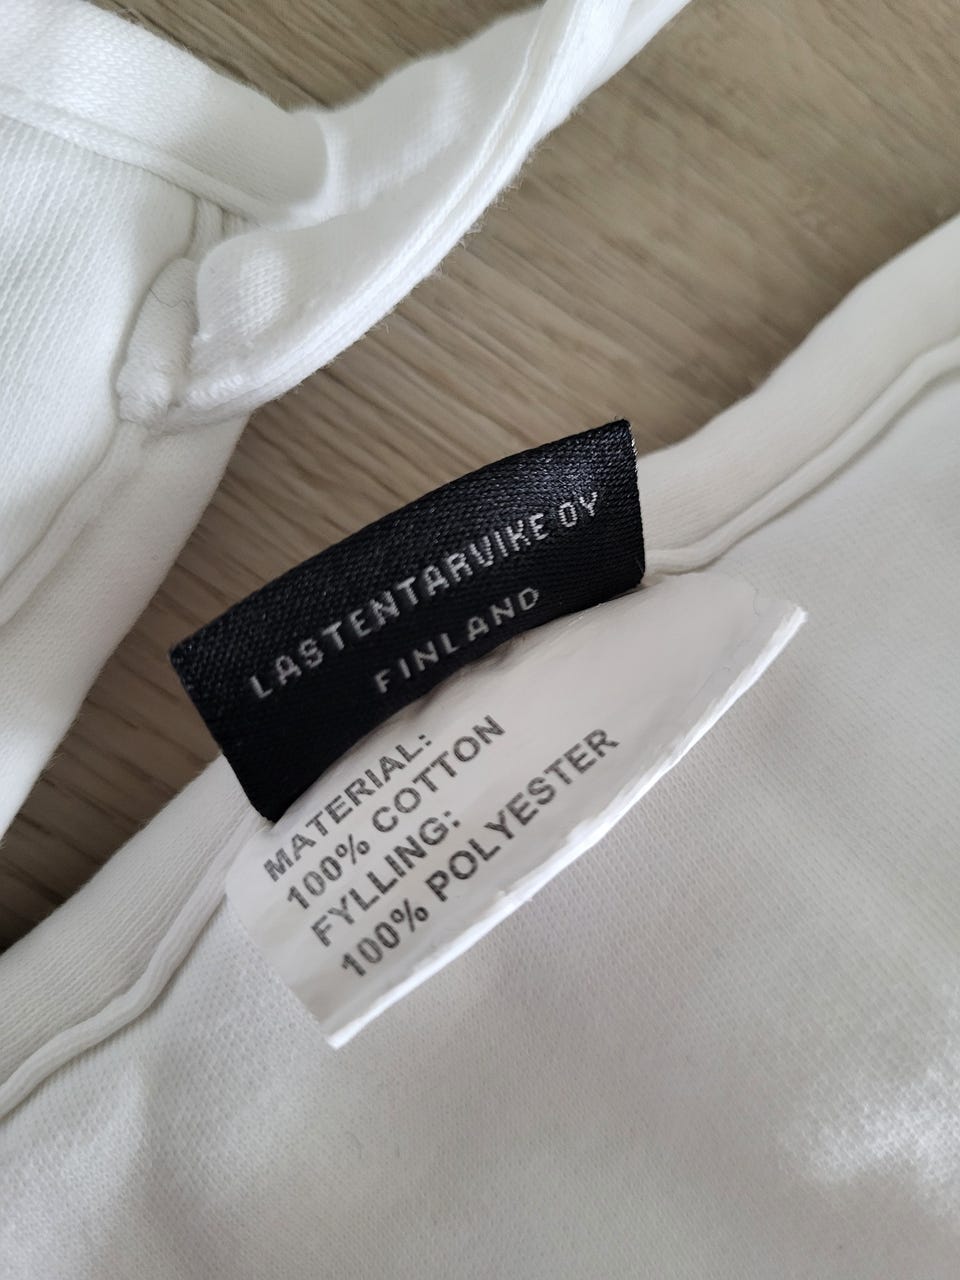 LASTENTARVIKE OY
FINLAND
MATERIAL:
100% COTTON
FYLLING:
100% POLYESTER